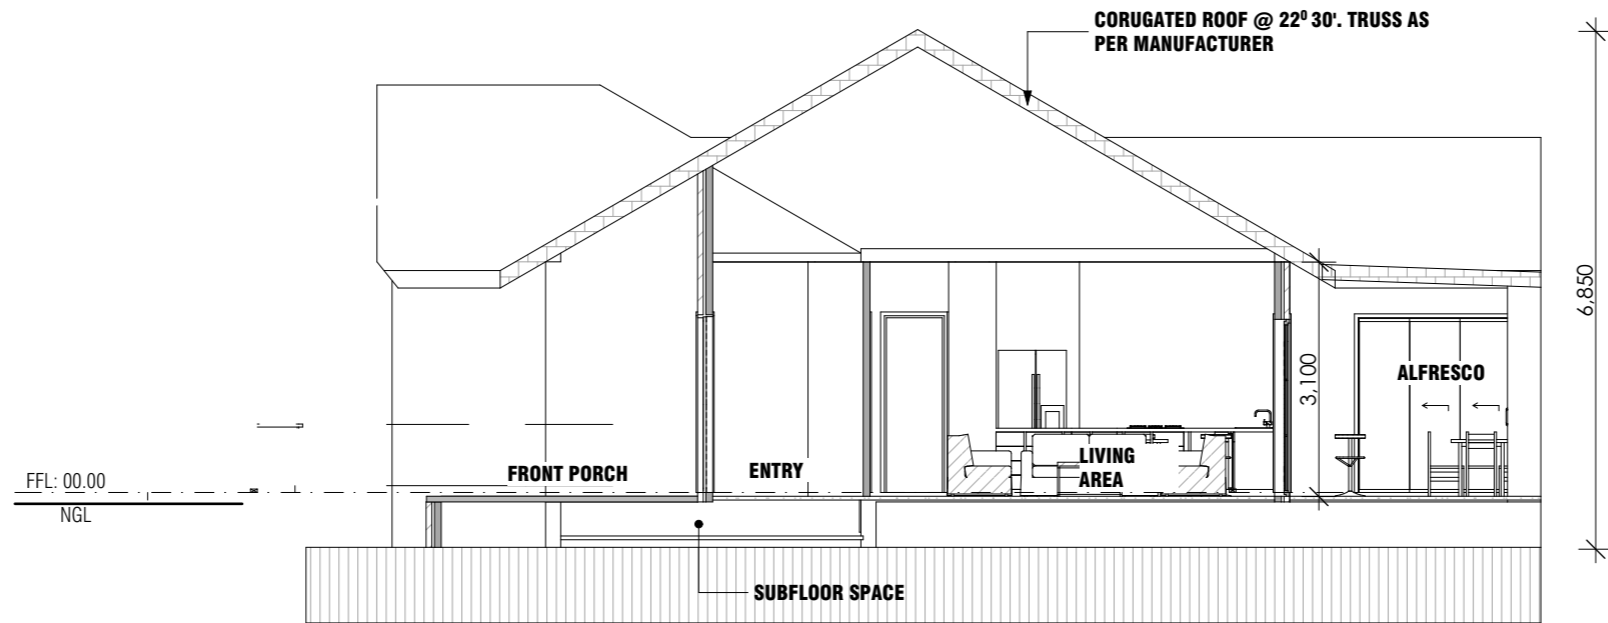 CORUGATED ROOF @ 22⁰ 30'. TRUSS AS
PER MANUFACTURER
6,850
3,100
ALFRESCO
FRONT PORCH
ENTRY
LIVING
AREA
FFL: 00.00
NGL
SUBFLOOR SPACE